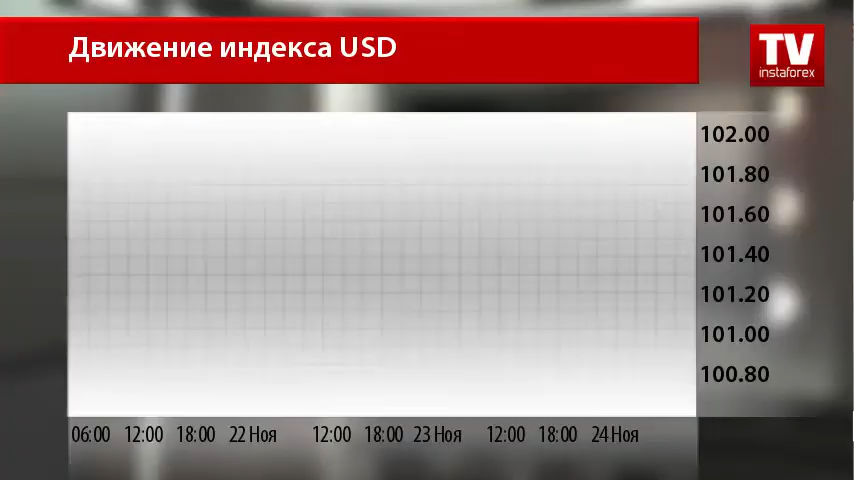 Движение индекса USD
TV
instaforex
102.00
101.80
101.60
101.40
101.20
101.00
100.80
06:00 12:00 18:00 22 Ноя 12:00 18:00 23 Ноя 12:00 18:00 24 Ноя